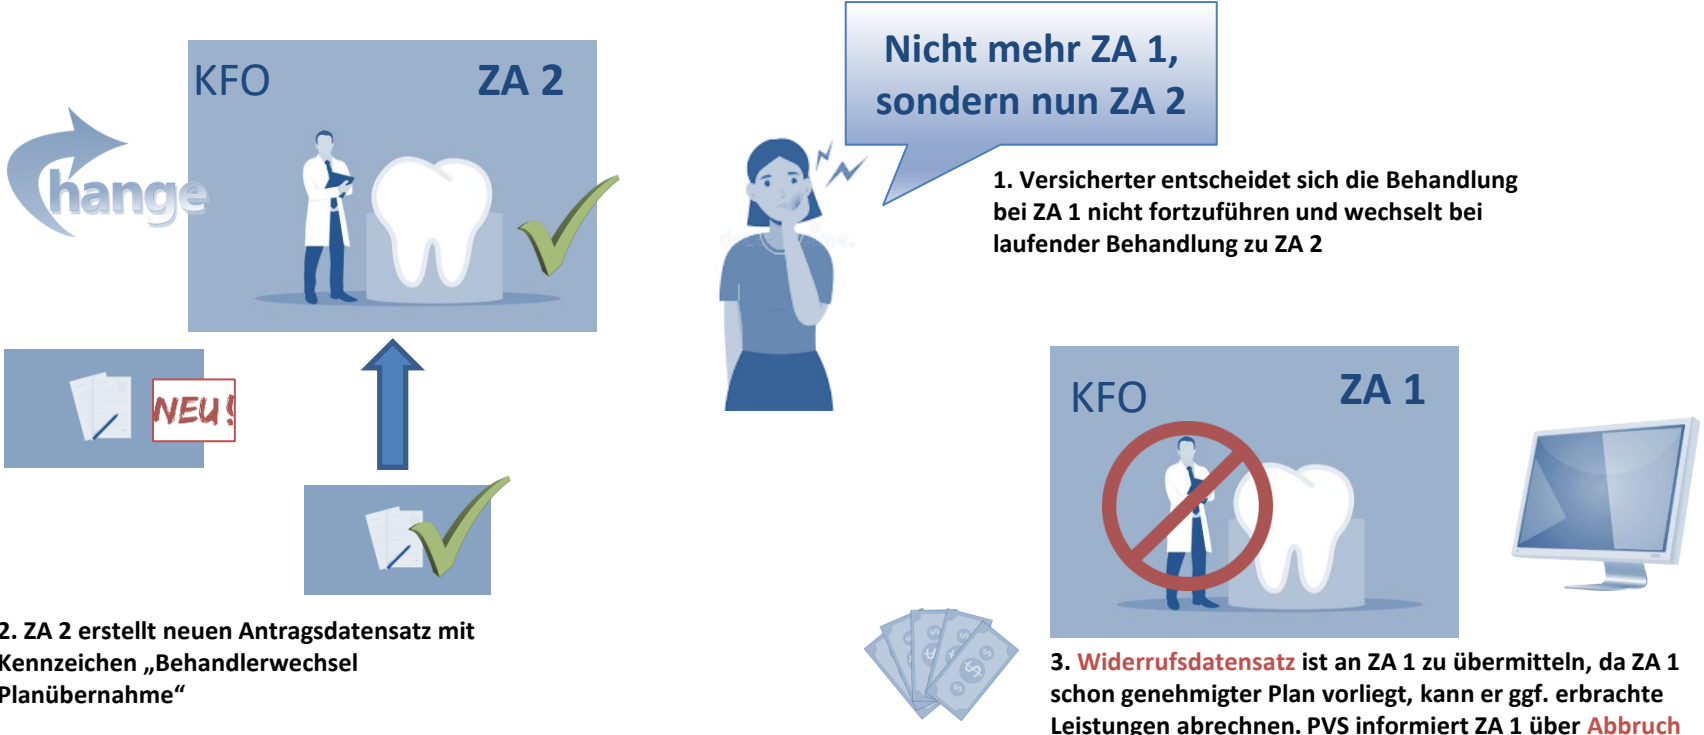 Nicht mehr ZA 1,
sondern nun ZA 2
KFO ZA 2
Change
1. Versicherter entscheidet sich die Behandlung
bei ZA 1 nicht fortzuführen und wechselt bei
laufender Behandlung zu ZA 2
NEU!
KFO ZA 1
2. ZA 2 erstellt neuen Antragsdatensatz mit
Kennzeichen „Behandlerwechsel
Planübernahme“
3. Widerrufsdatensatz ist an ZA 1 zu übermitteln, da ZA 1
schon genehmigter Plan vorliegt, kann er ggf. erbrachte
Leistungen abrechnen. PVS informiert ZA 1 über Abbruch